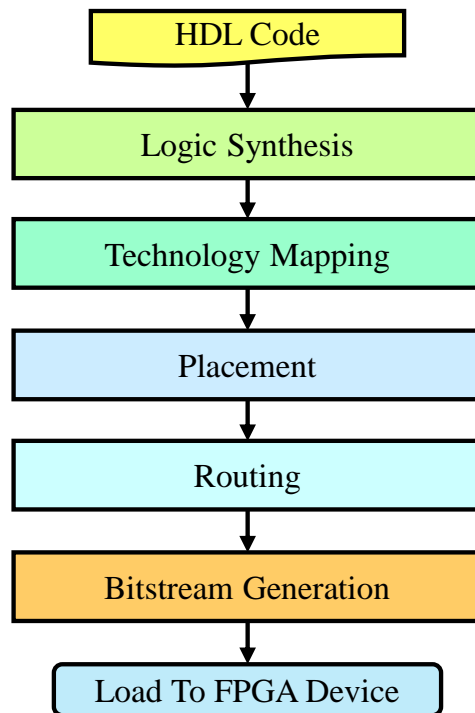 HDL Code
Logic Synthesis
Technology Mapping
Placement
Routing
Bitstream Generation
Load To FPGA Device